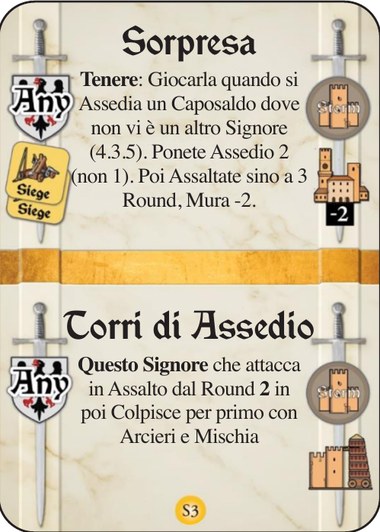 Sorpresa
Any
Storm
Siege
Siege
Tenere: Giocarla quando si
Assedia un Caposaldo dove
non vi è un altro Signore
(4.3.5). Ponete Assedio 2
(non 1). Poi Assaltate sino a 3
Round, Mura -2.
-2
Torri di Assedio
Any
Storm
Questo Signore che attacca
in Assalto dal Round 2 in
poi Colpisce per primo con
Arcieri e Mischia
S3